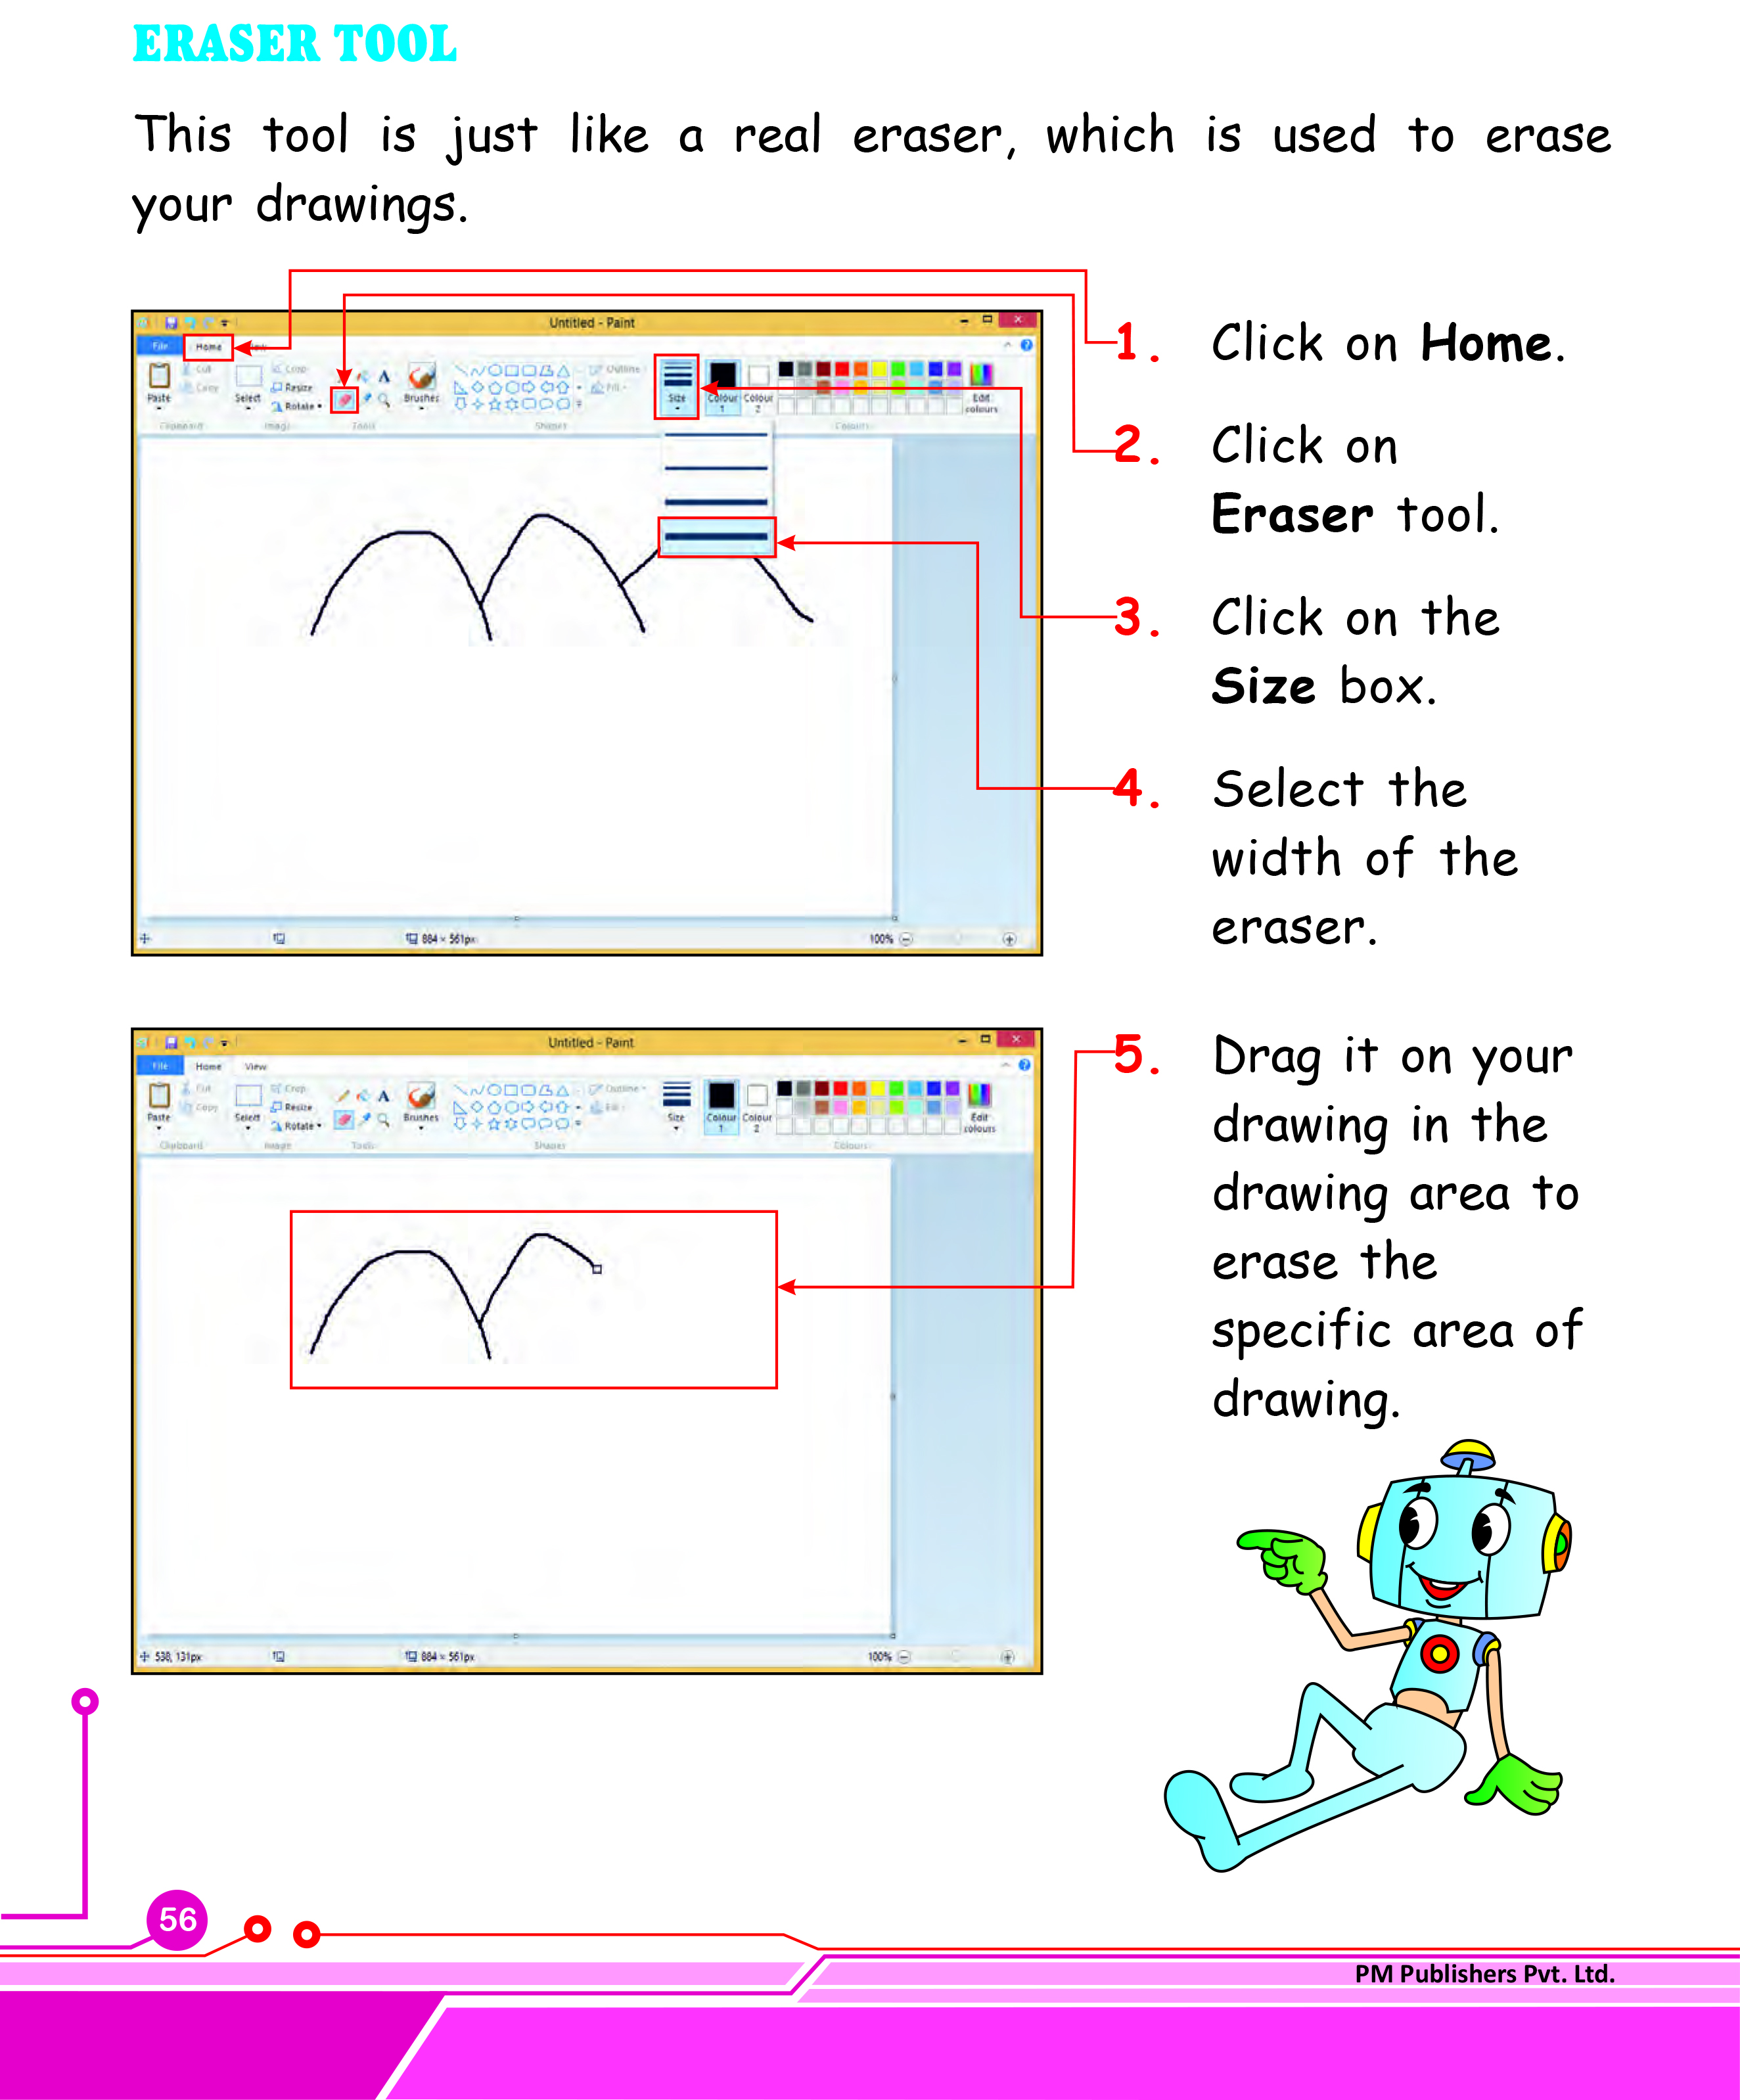 ERASER TOOL
This tool is just like a real eraser, which is used to erase
your drawings.
Untitled - Paint
File Home View
Cut
Copy
Paste
Clipboard
Crop
Resize
Rotate
Select
Image
Tools
Brushes
Outline
Fill
Shapes
Size
Colour 1
Colour 2
Edit colours
Colours
884 × 561px
100%
1. Click on Home.
2. Click on
Eraser tool.
3. Click on the
Size box.
4. Select the
width of the
eraser.
Untitled - Paint
File Home View
Cut
Copy
Paste
Clipboard
Crop
Resize
Rotate
Select
Image
Tools
Brushes
Outline
Fill
Shapes
Size
Colour 1
Colour 2
Edit colours
Colours
538, 131px
884 × 561px
100%
5. Drag it on your
drawing in the
drawing area to
erase the
specific area of
drawing.
56
PM Publishers Pvt. Ltd.